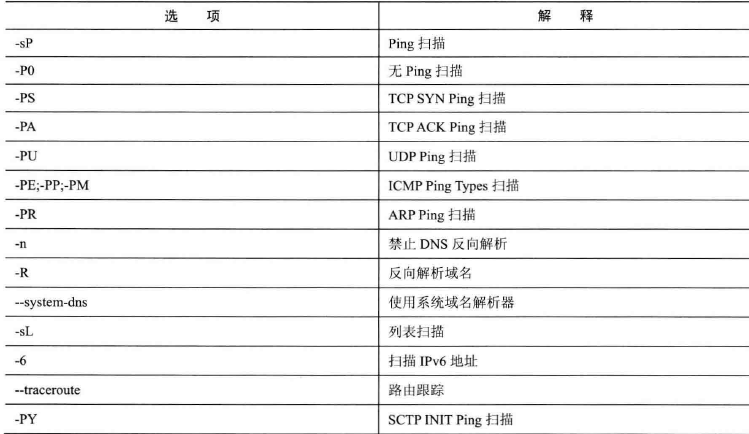 选 项 解 释
-sP Ping 扫描
-P0 无 Ping 扫描
-PS TCP SYN Ping 扫描
-PA TCP ACK Ping 扫描
-PU UDP Ping 扫描
-PE;-PP;-PM ICMP Ping Types 扫描
-PR ARP Ping 扫描
-n 禁止 DNS 反向解析
-R 反向解析域名
--system-dns 使用系统域名解析器
-sL 列表扫描
-6 扫描 IPv6 地址
--traceroute 路由跟踪
-PY SCTP INIT Ping 扫描